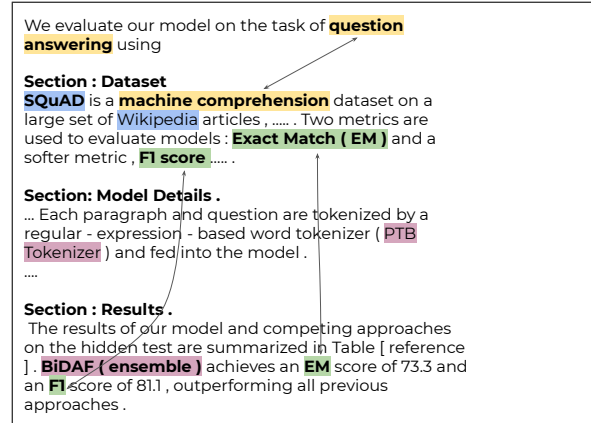 We evaluate our model on the task of question
answering using
Section : Dataset
SQuAD is a machine comprehension dataset on a
large set of Wikipedia articles , ..... . Two metrics are
used to evaluate models : Exact Match ( EM ) and a
softer metric , F1 score ..... .
Section: Model Details .
... Each paragraph and question are tokenized by a
regular - expression - based word tokenizer ( PTB
Tokenizer ) and fed into the model .
....
Section : Results .
The results of our model and competing approaches
on the hidden test are summarized in Table [ reference
] . BiDAF ( ensemble ) achieves an EM score of 73.3 and
an F1 score of 81.1 , outperforming all previous
approaches .